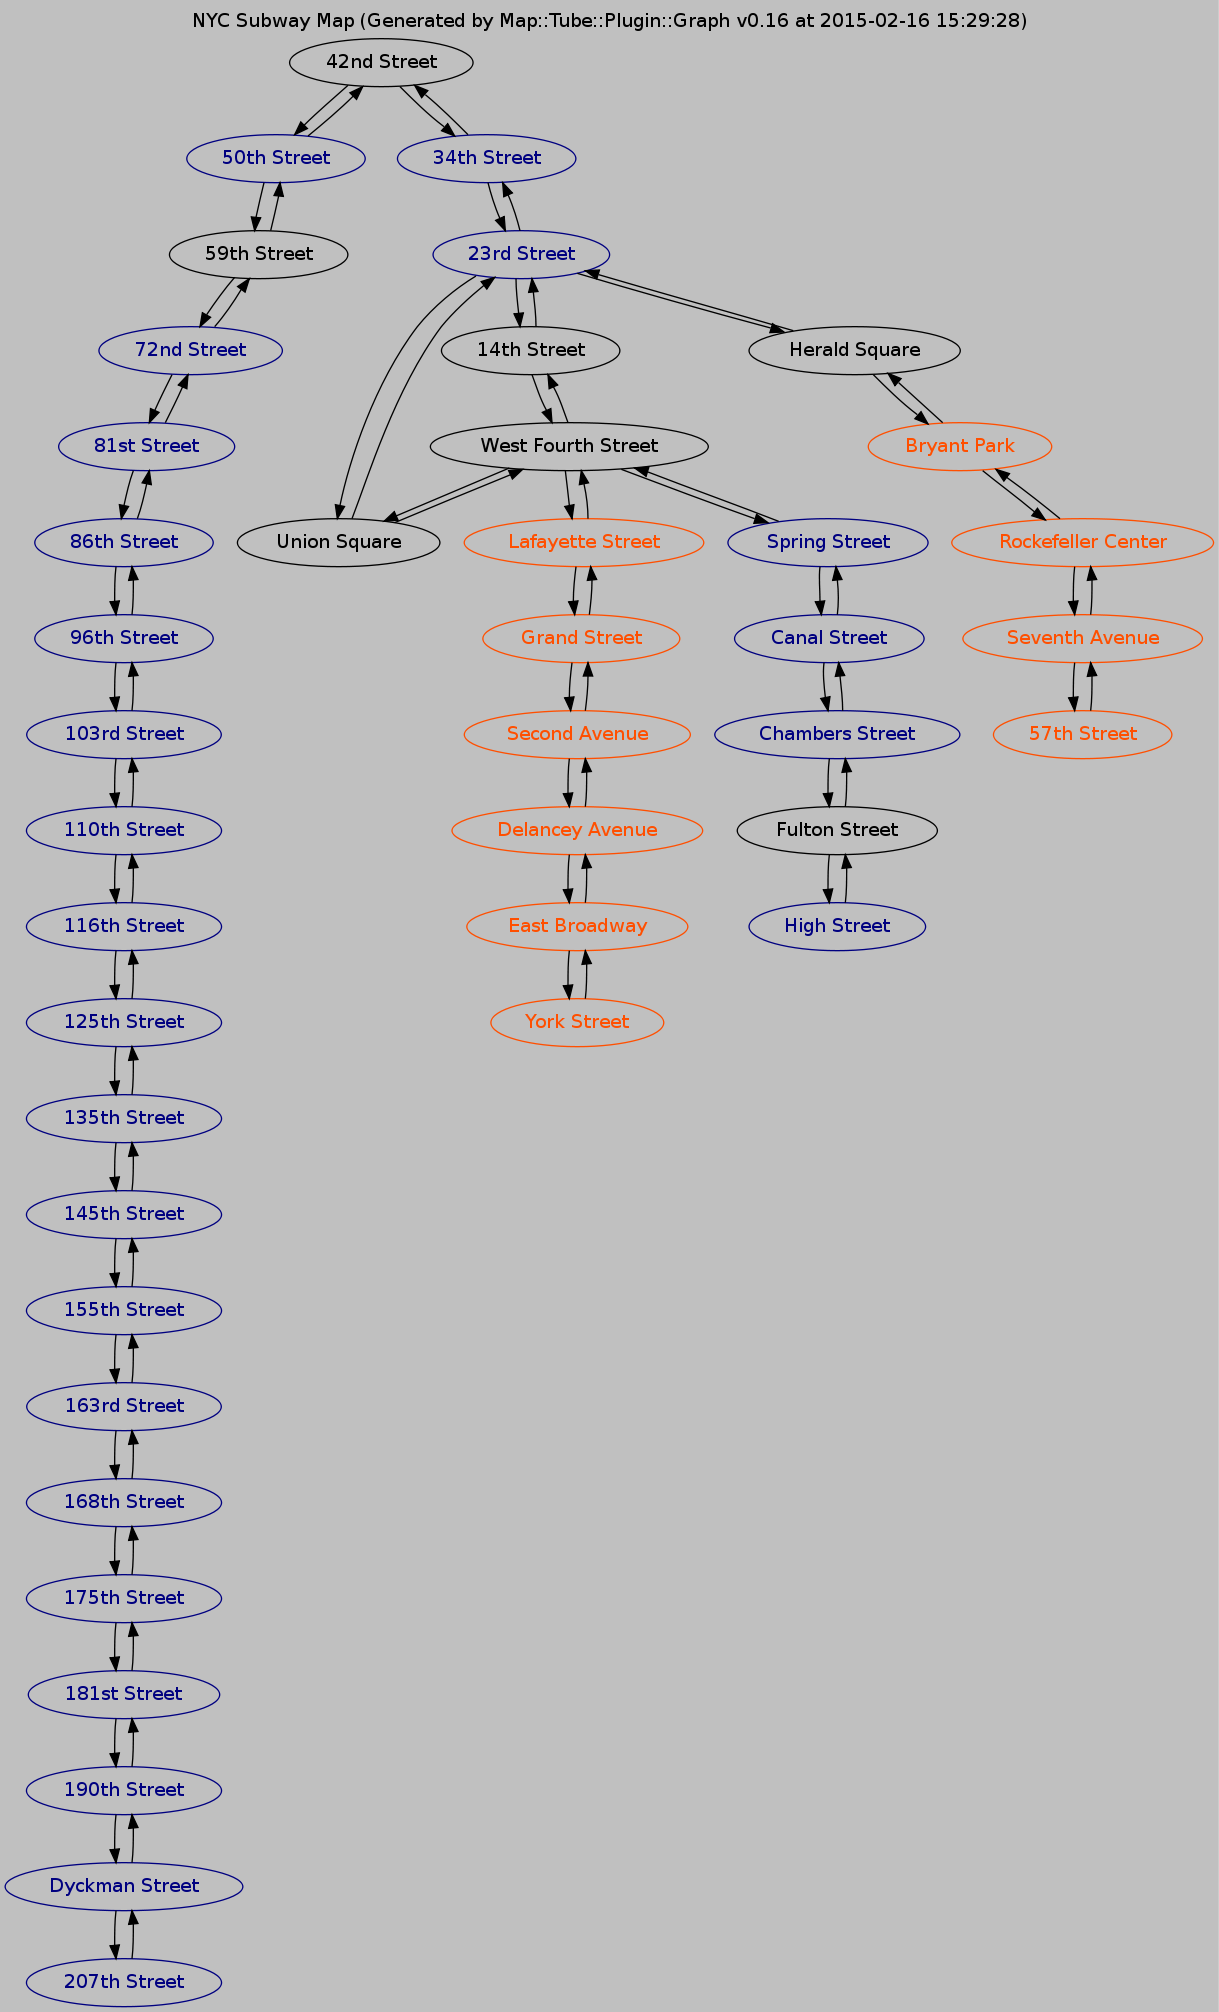 NYC Subway Map (Generated by Map::Tube::Plugin::Graph v0.16 at 2015-02-16 15:29:28)
42nd Street
50th Street
34th Street
59th Street
23rd Street
72nd Street
14th Street
Herald Square
81st Street
West Fourth Street
Bryant Park
86th Street
Union Square
Lafayette Street
Spring Street
Rockefeller Center
96th Street
Grand Street
Canal Street
Seventh Avenue
103rd Street
Second Avenue
Chambers Street
57th Street
110th Street
Delancey Avenue
Fulton Street
116th Street
East Broadway
High Street
125th Street
York Street
135th Street
145th Street
155th Street
163rd Street
168th Street
175th Street
181st Street
190th Street
Dyckman Street
207th Street